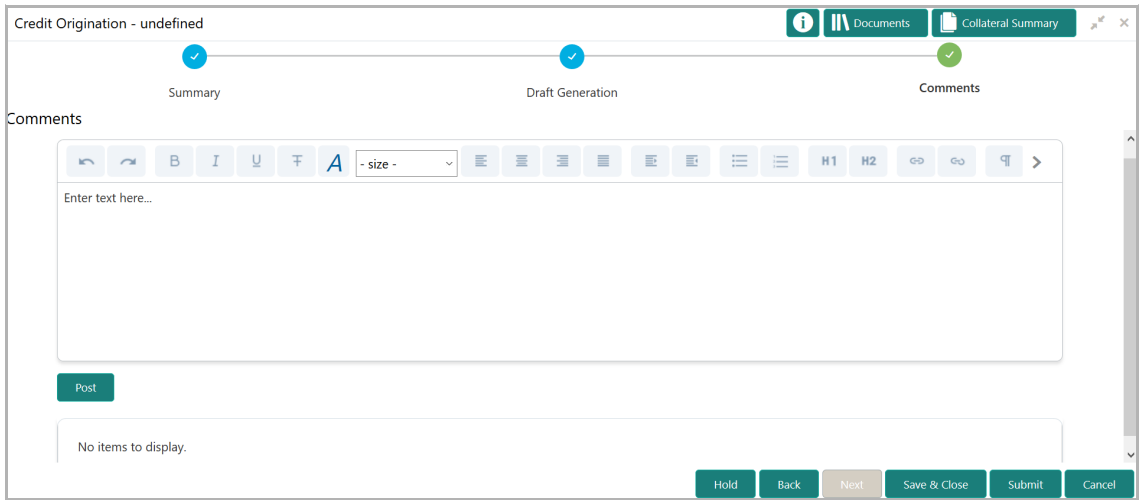 Credit Origination - undefined
Documents
Collateral Summary
Summary
Draft Generation
Comments
Comments
B I U T A - size - H1 H2
Enter text here...
Post
No items to display.
Hold Back Next Save & Close Submit Cancel